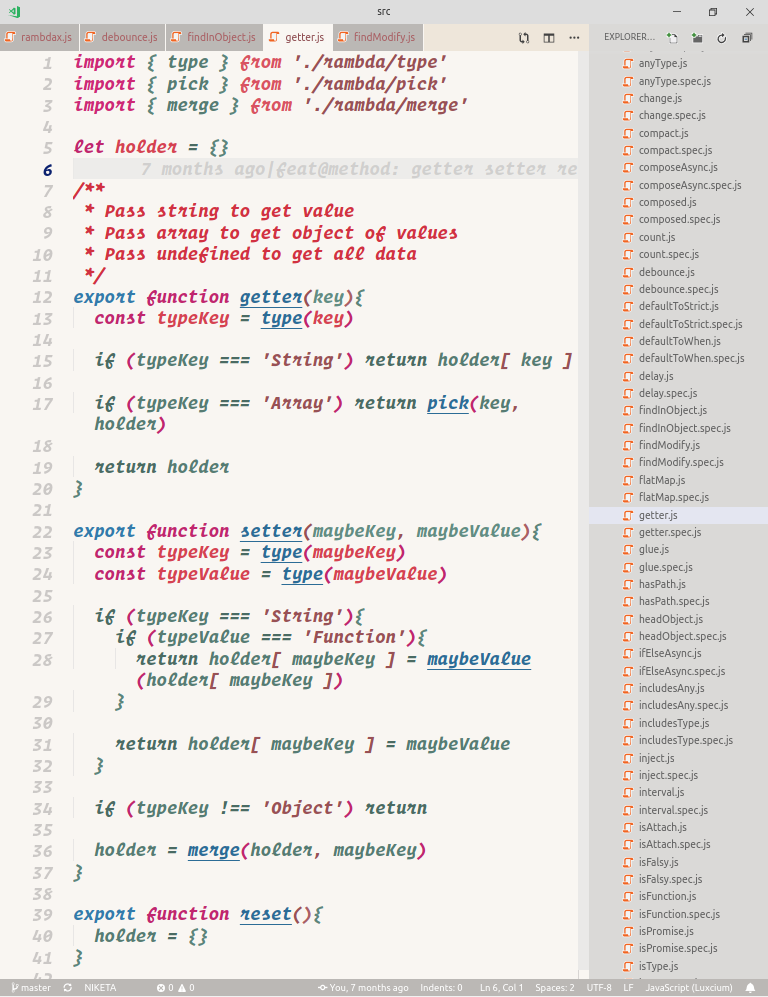 src
rambdax.js
debounce.js
findInObject.js
getter.js
findModify.js
1 import { type } from './rambda/type'
2 import { pick } from './rambda/pick'
3 import { merge } from './rambda/merge'
4
5 let holder = {}
6 7 months ago|feat@method: getter setter re
7 /**
8 * Pass string to get value
9 * Pass array to get object of values
10 * Pass undefined to get all data
11 */
12 export function getter(key){
13 const typeKey = type(key)
14
15 if (typeKey === 'String') return holder[ key ]
16
17 if (typeKey === 'Array') return pick(key,
holder)
18
19 return holder
20 }
21
22 export function setter(maybeKey, maybeValue){
23 const typeKey = type(maybeKey)
24 const typeValue = type(maybeValue)
25
26 if (typeKey === 'String'){
27 if (typeValue === 'Function'){
28 return holder[ maybeKey ] = maybeValue
(holder[ maybeKey ])
29 }
30
31 return holder[ maybeKey ] = maybeValue
32 }
33
34 if (typeKey !== 'Object') return
35
36 holder = merge(holder, maybeKey)
37 }
38
39 export function reset(){
40 holder = {}
41 }
42
EXPLORER...
anyType.js
anyType.spec.js
change.js
change.spec.js
compact.js
compact.spec.js
composeAsync.js
composeAsync.spec.js
composed.js
composed.spec.js
count.js
count.spec.js
debounce.js
debounce.spec.js
defaultToStrict.js
defaultToStrict.spec.js
defaultToWhen.js
defaultToWhen.spec.js
delay.js
delay.spec.js
findInObject.js
findInObject.spec.js
findModify.js
findModify.spec.js
flatMap.js
flatMap.spec.js
getter.js
getter.spec.js
glue.js
glue.spec.js
hasPath.js
hasPath.spec.js
headObject.js
headObject.spec.js
ifElseAsync.js
ifElseAsync.spec.js
includesAny.js
includesAny.spec.js
includesType.js
includesType.spec.js
inject.js
inject.spec.js
interval.js
interval.spec.js
isAttach.js
isAttach.spec.js
isFalsy.js
isFalsy.spec.js
isFunction.js
isFunction.spec.js
isPromise.js
isPromise.spec.js
isType.js
master NIKETA 0 0 You, 7 months ago Indents: 0 Ln 6, Col 1 Spaces: 2 UTF-8 LF JavaScript (Luxcium)